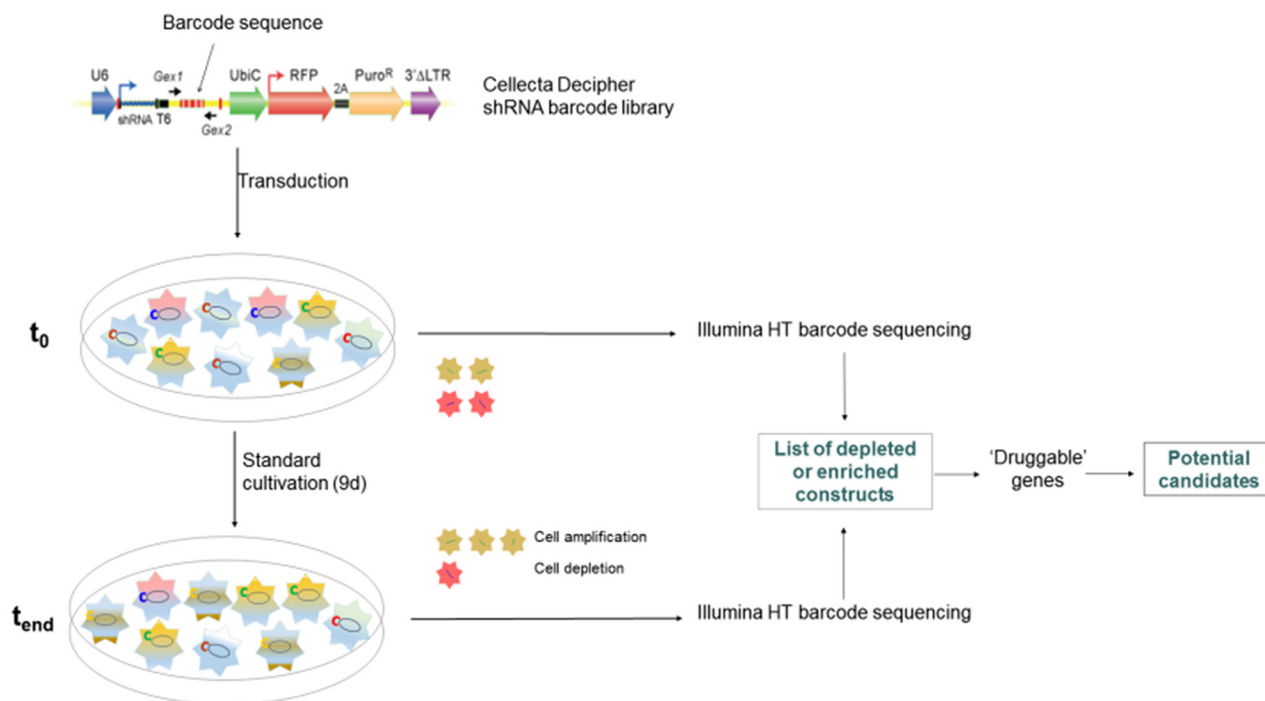 Barcode sequence
U6
Gex1
UbiC
RFP
2A
Puro^R
3'ΔLTR
shRNA
T6
Gex2
Cellecta Decipher
shRNA barcode library
Transduction
t0
c c c c c c c c
Illumina HT barcode sequencing
Standard
cultivation (9d)
List of depleted
or enriched
constructs
'Druggable'
genes
Potential
candidates
Cell amplification
Cell depletion
tend
Illumina HT barcode sequencing